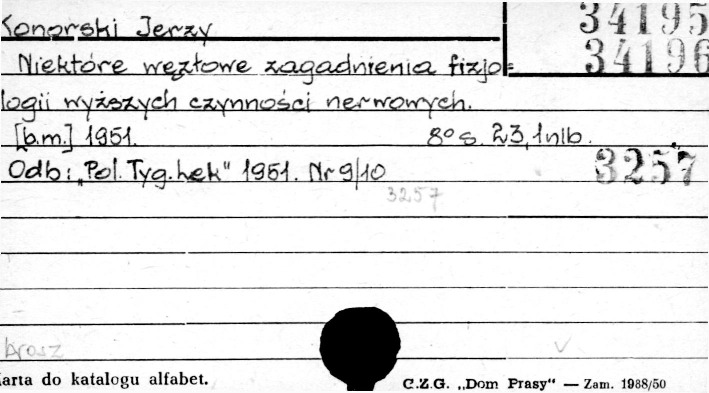 Konorski Jerzy 34195
34196
Niektóre węzłowe zagadnienia fizjo=
logii wyższych czynności nerwowych.
[b.m.] 1951. 8° s. 23, 1 nlb.
Odb: "Pol. Tyg. Lek" 1951. Nr 9/10 3257
3257
brosz v
Karta do katalogu alfabet. C.Z.G. „Dom Prasy" — Zam. 1988/50